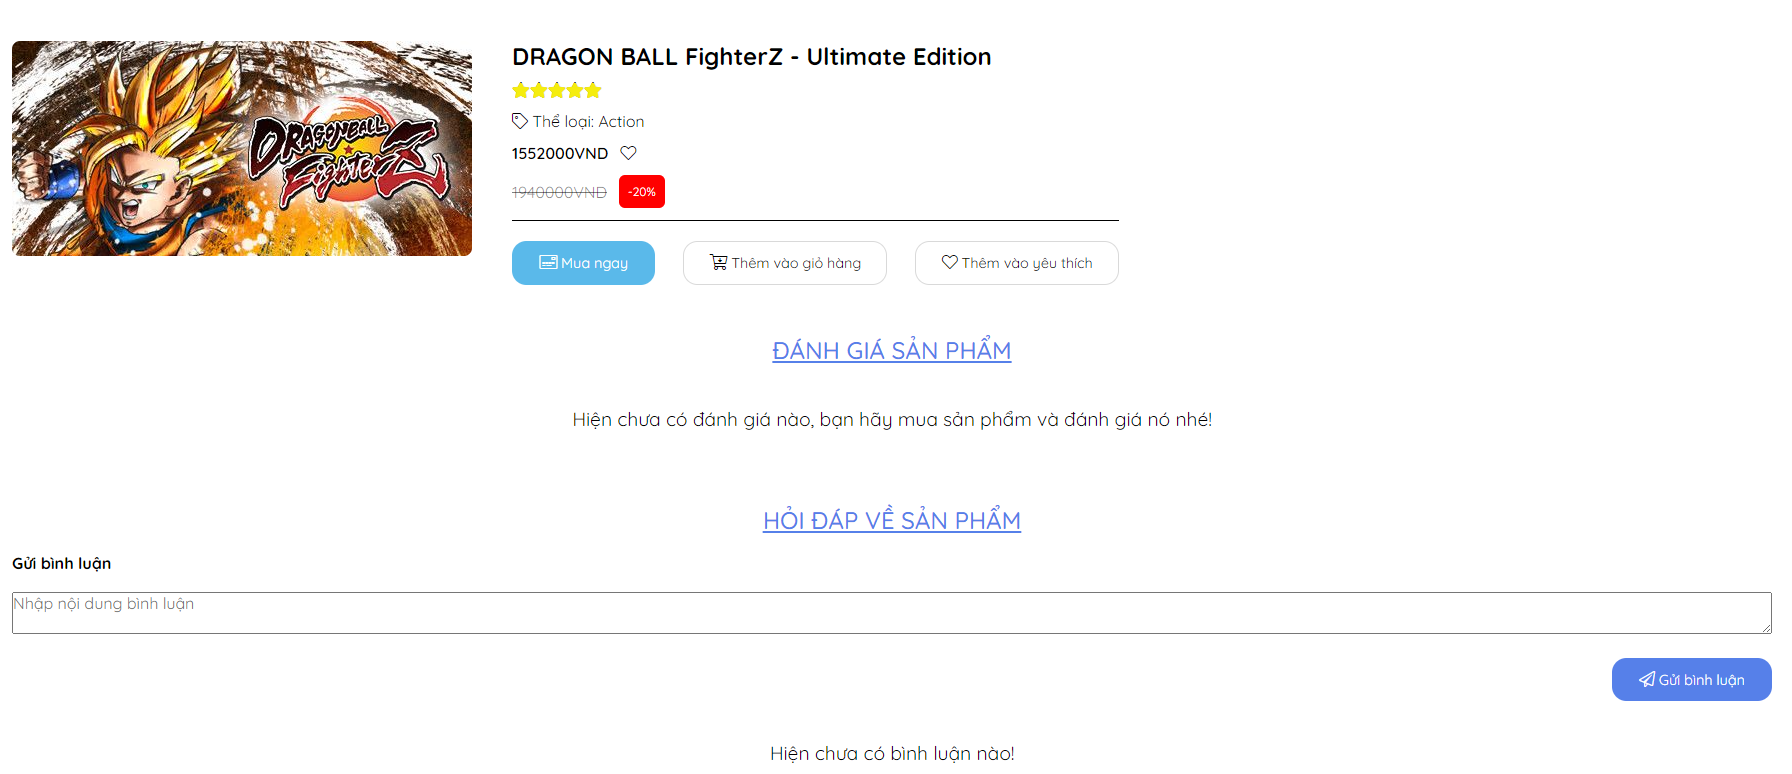 DRAGON BALL FighterZ
DRAGON BALL FighterZ - Ultimate Edition
Thể loại: Action
1552000VND
1940000VND -20%
Mua ngay Thêm vào giỏ hàng Thêm vào yêu thích
ĐÁNH GIÁ SẢN PHẨM
Hiện chưa có đánh giá nào, bạn hãy mua sản phẩm và đánh giá nó nhé!
HỎI ĐÁP VỀ SẢN PHẨM
Gửi bình luận
Nhập nội dung bình luận
Gửi bình luận
Hiện chưa có bình luận nào!